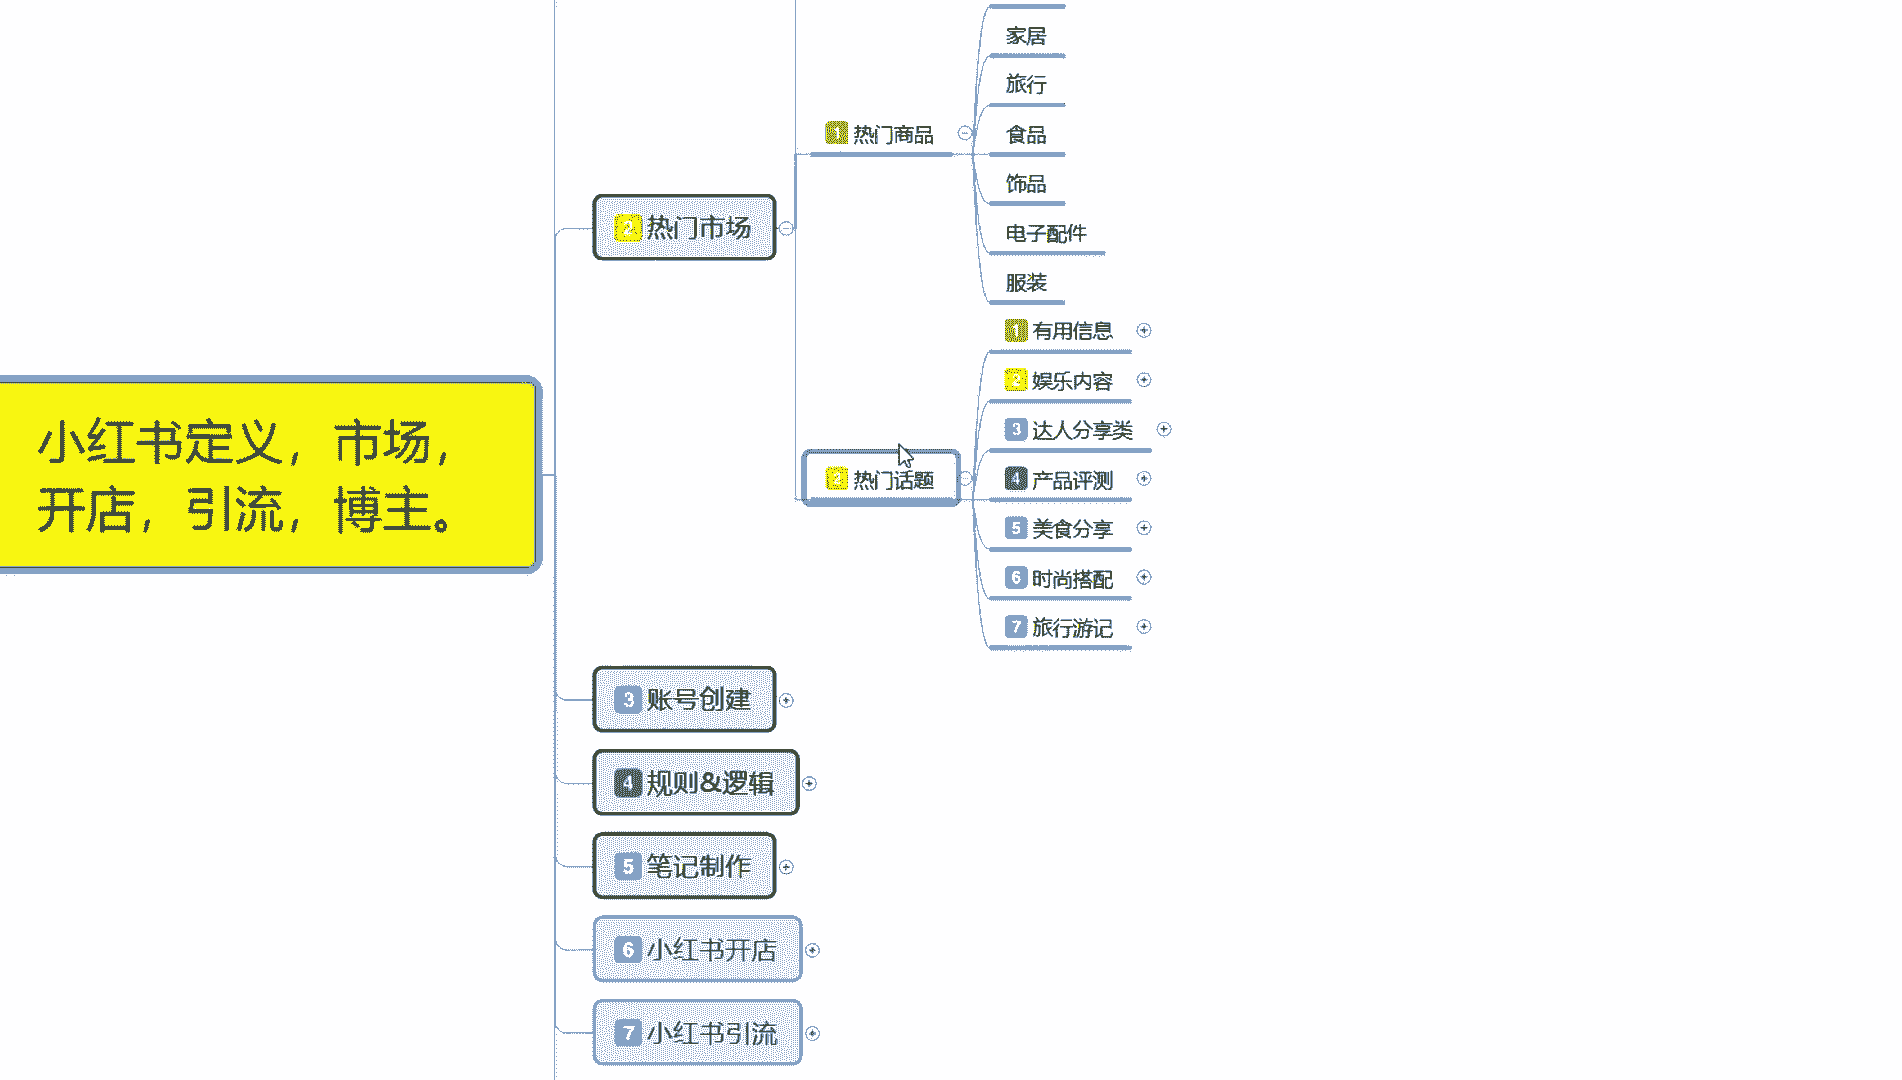 小红书定义，市场，
开店，引流，博主。
2 热门市场
1 热门商品
家居
旅行
食品
饰品
电子配件
服装
2 热门话题
1 有用信息
2 娱乐内容
3 达人分享类
4 产品评测
5 美食分享
6 时尚搭配
7 旅行游记
3 账号创建
4 规则&逻辑
5 笔记制作
6 小红书开店
7 小红书引流